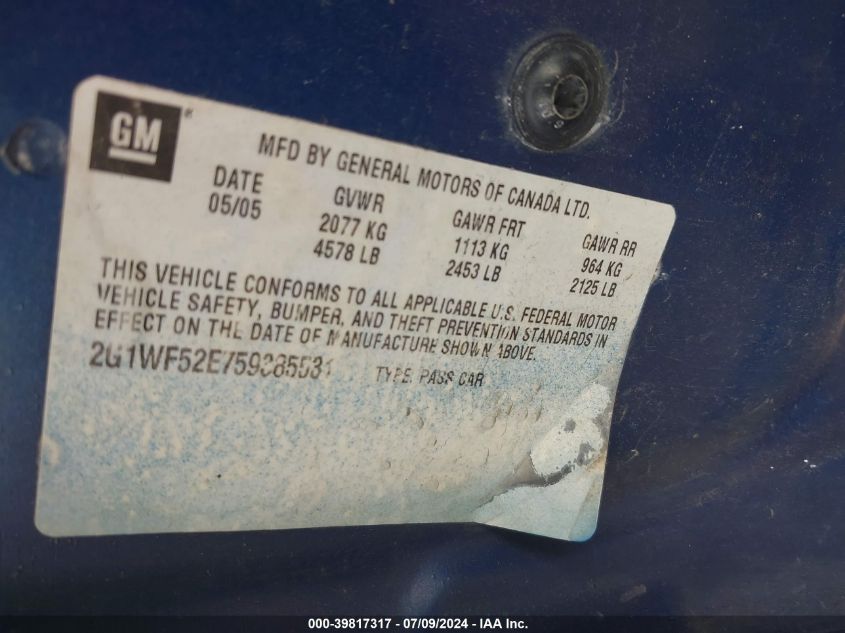 GM
®
MFD BY GENERAL MOTORS OF CANADA LTD.
DATE GVWR GAWR FRT GAWR RR
05/05 2077 KG 1113 KG 964 KG
4578 LB 2453 LB 2125 LB
THIS VEHICLE CONFORMS TO ALL APPLICABLE U.S. FEDERAL MOTOR
VEHICLE SAFETY, BUMPER, AND THEFT PREVENTION STANDARDS IN
EFFECT ON THE DATE OF MANUFACTURE SHOWN ABOVE.
2G1WF52E759385531 TYPE: PASS CAR
000-39817317 - 07/09/2024 - IAA Inc.